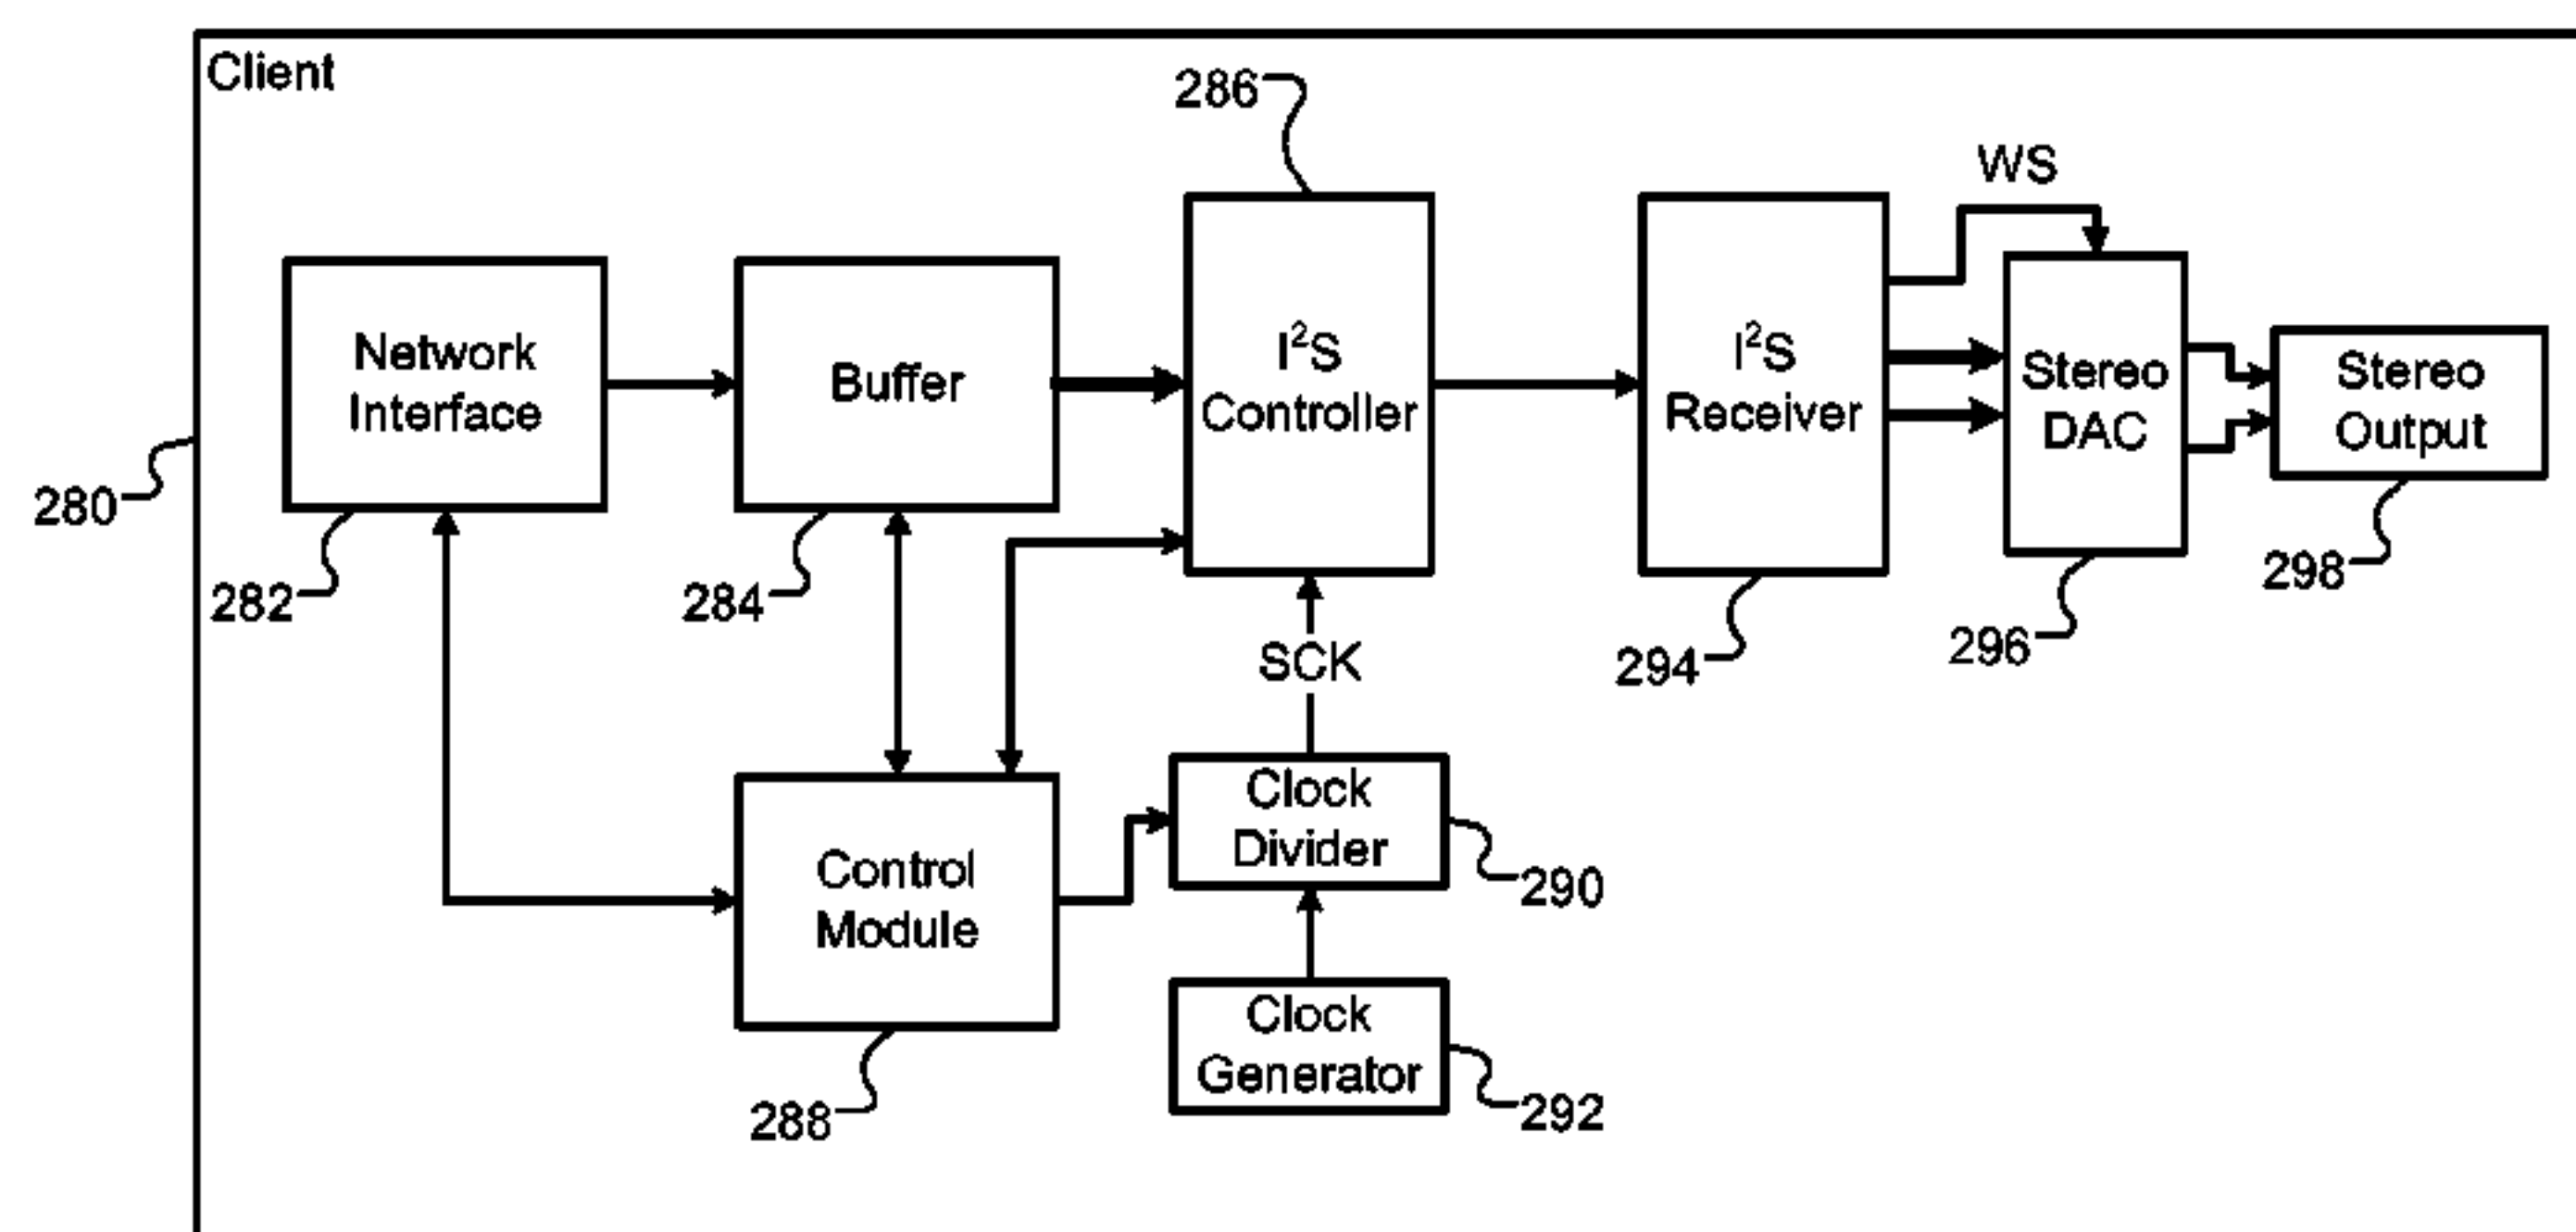 Client
286
WS
Network
Interface
Buffer
I²S
Controller
I²S
Receiver
Stereo
DAC
Stereo
Output
280
282
284
SCK
294
296
298
Control
Module
Clock
Divider
290
Clock
Generator
288
292